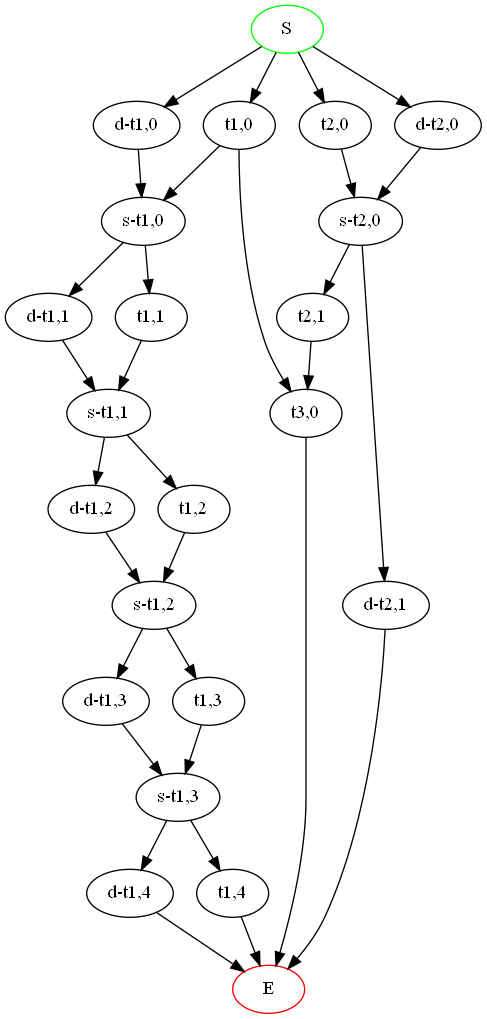 S
d-t1,0
t1,0
t2,0
d-t2,0
s-t1,0
s-t2,0
d-t1,1
t1,1
t2,1
s-t1,1
t3,0
d-t1,2
t1,2
s-t1,2
d-t2,1
d-t1,3
t1,3
s-t1,3
d-t1,4
t1,4
E